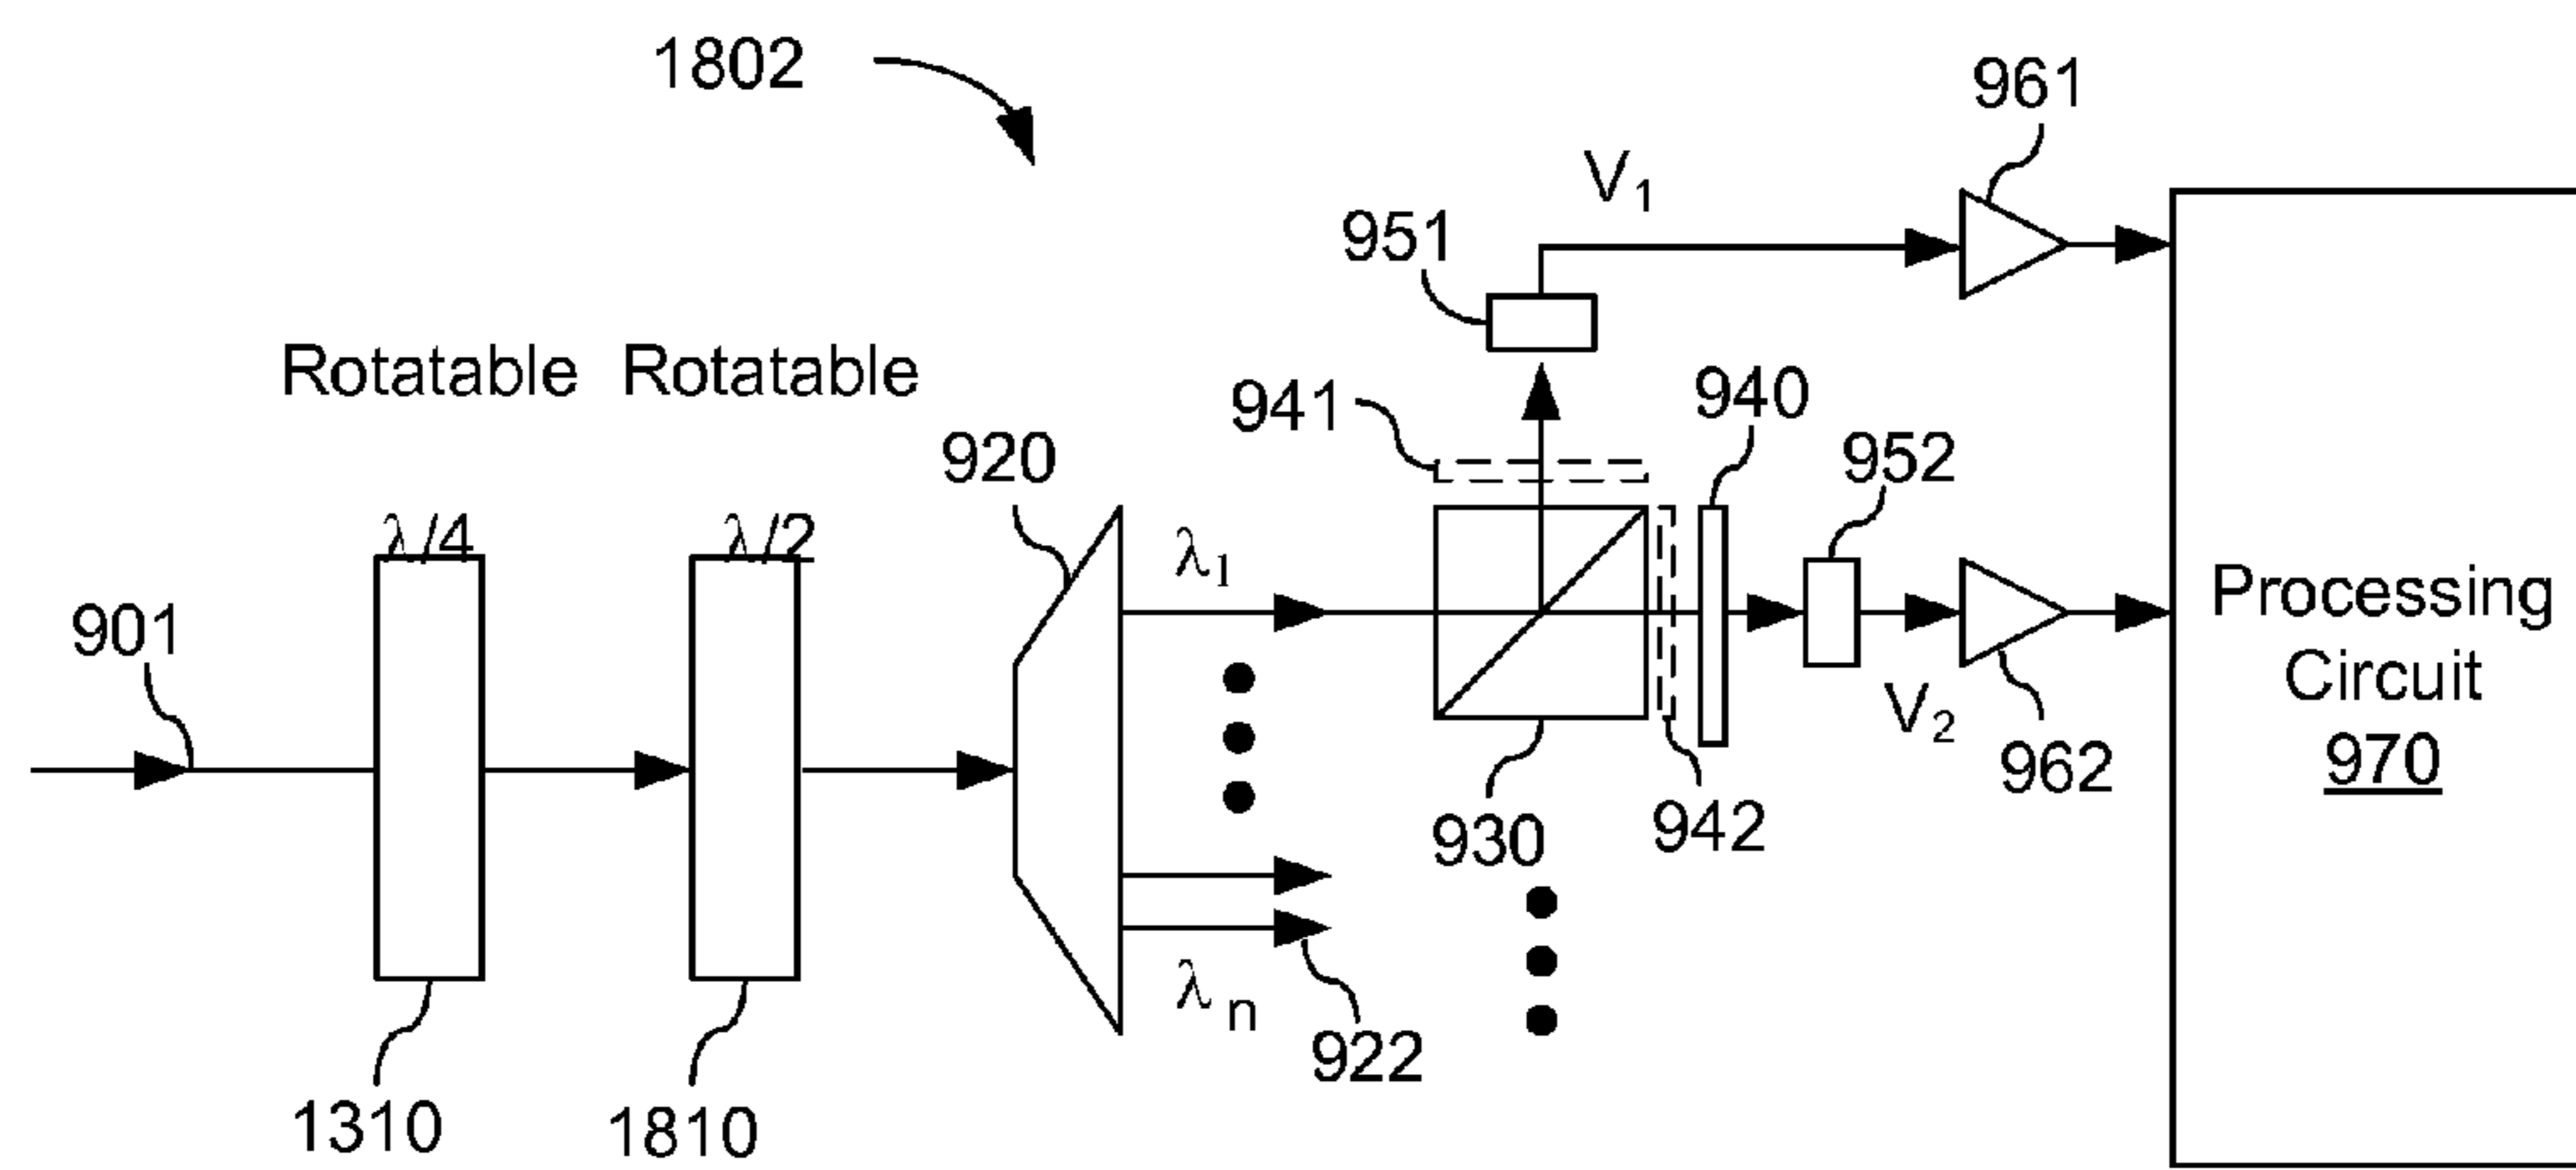 1802
961
V1
951
Rotatable Rotatable
941
940
920
952
λ/4
λ/2
λ1
901
Processing
Circuit
970
V2
962
942
930
λn
922
1310
1810